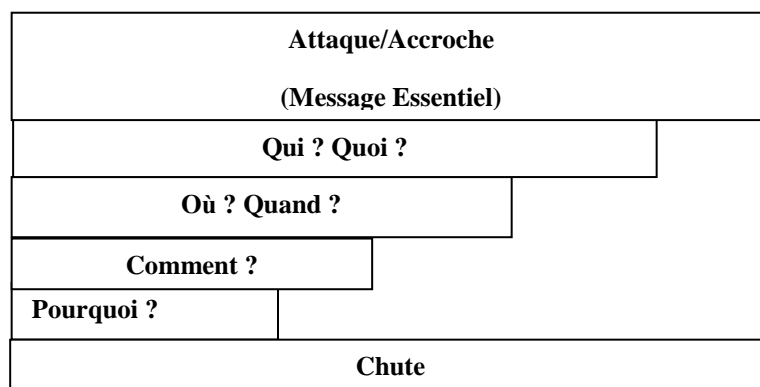 Attaque/Accroche
(Message Essentiel)
Qui ? Quoi ?
Où ? Quand ?
Comment ?
Pourquoi ?
Chute